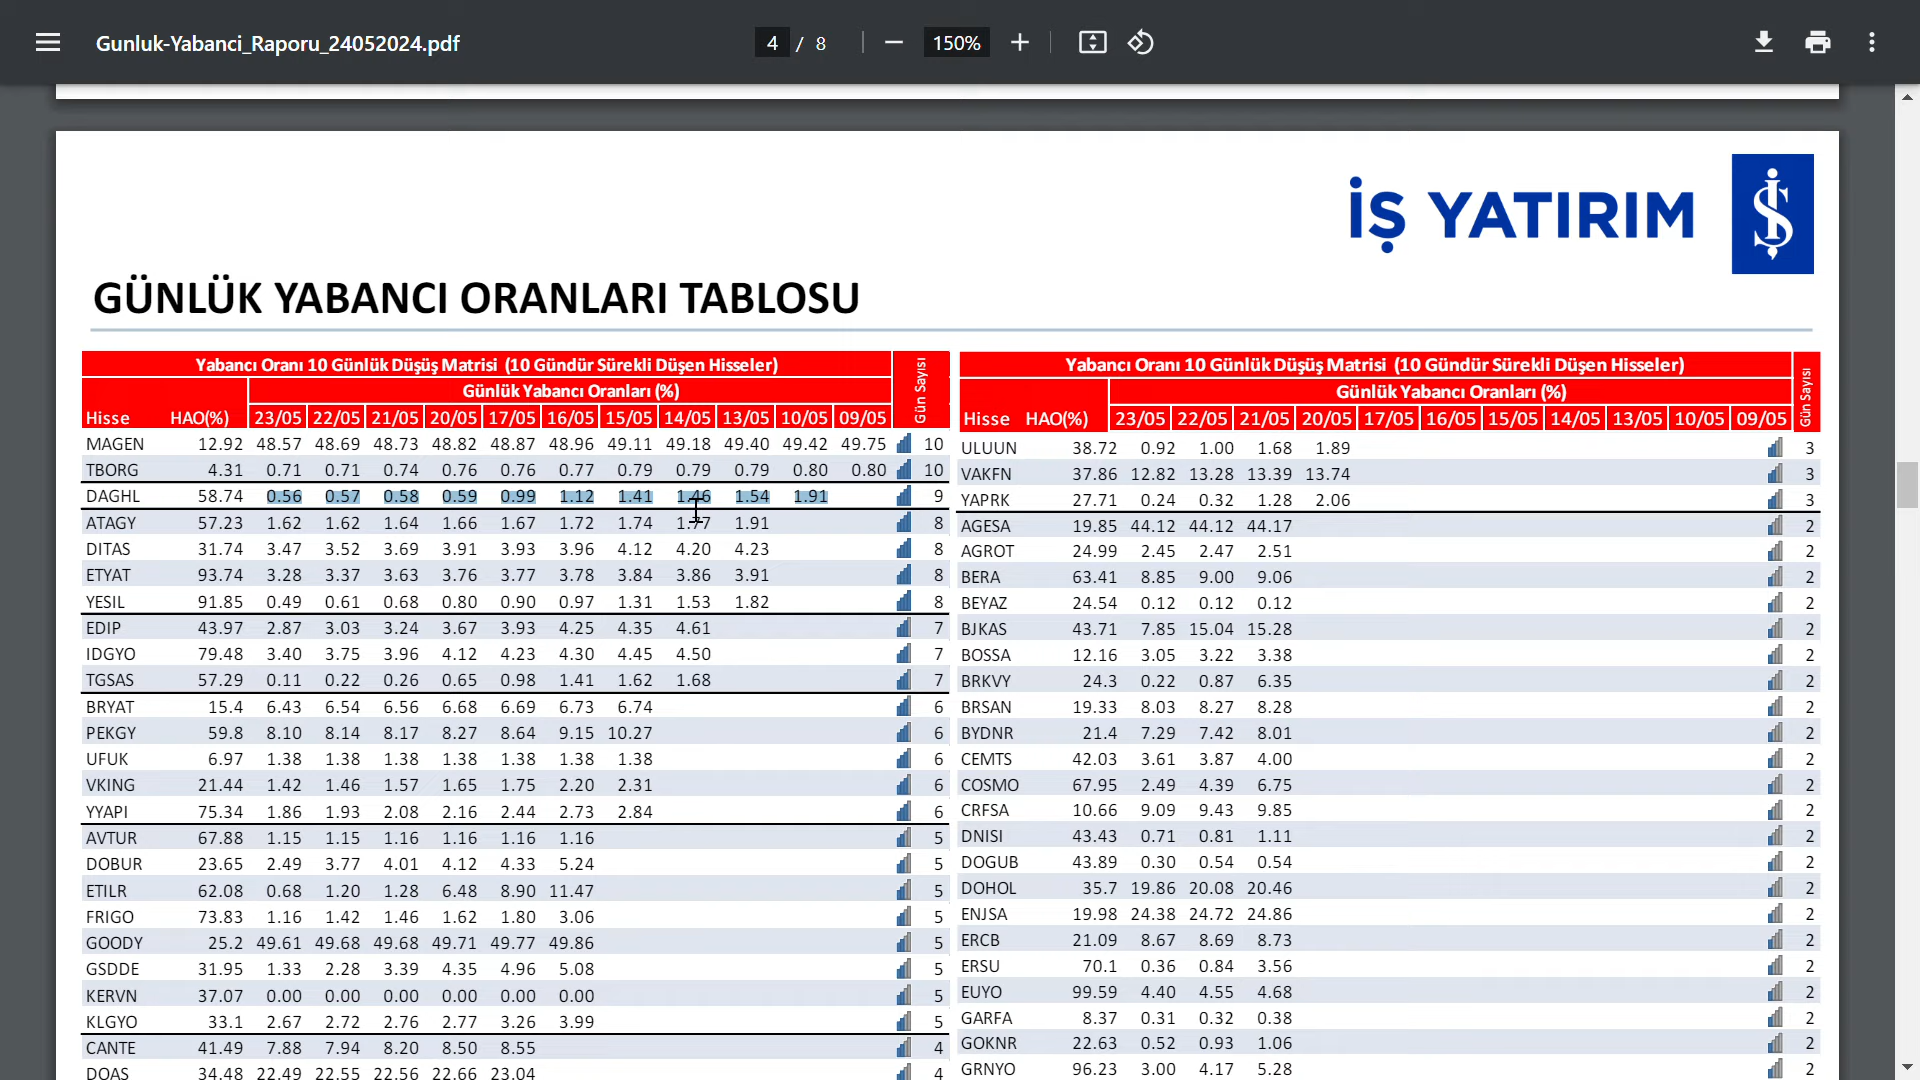 Gunluk-Yabanci_Raporu_24052024.pdf
4 / 8
150%
İŞ YATIRIM
GÜNLÜK YABANCI ORANLARI TABLOSU
Yabancı Oranı 10 Günlük Düşüş Matrisi (10 Gündür Sürekli Düşen Hisseler)
Günlük Yabancı Oranları (%)
Gün Sayısı
Hisse HAO(%) 23/05 22/05 21/05 20/05 17/05 16/05 15/05 14/05 13/05 10/05 09/05
MAGEN 12.92 48.57 48.69 48.73 48.82 48.87 48.96 49.11 49.18 49.40 49.42 49.75 10
TBORG 4.31 0.71 0.71 0.74 0.76 0.76 0.77 0.79 0.79 0.79 0.80 0.80 10
DAGHL 58.74 0.56 0.57 0.58 0.59 0.99 1.12 1.41 1.46 1.54 1.91 9
ATAGY 57.23 1.62 1.62 1.64 1.66 1.67 1.72 1.74 1.77 1.91 8
DITAS 31.74 3.47 3.52 3.69 3.91 3.93 3.96 4.12 4.20 4.23 8
ETYAT 93.74 3.28 3.37 3.63 3.76 3.77 3.78 3.84 3.86 3.91 8
YESIL 91.85 0.49 0.61 0.68 0.80 0.90 0.97 1.31 1.53 1.82 8
EDIP 43.97 2.87 3.03 3.24 3.67 3.93 4.25 4.35 4.61 7
IDGYO 79.48 3.40 3.75 3.96 4.12 4.23 4.30 4.45 4.50 7
TGSAS 57.29 0.11 0.22 0.26 0.65 0.98 1.41 1.62 1.68 7
BRYAT 15.4 6.43 6.54 6.56 6.68 6.69 6.73 6.74 6
PEKGY 59.8 8.10 8.14 8.17 8.27 8.64 9.15 10.27 6
UFUK 6.97 1.38 1.38 1.38 1.38 1.38 1.38 1.38 6
VKING 21.44 1.42 1.46 1.57 1.65 1.75 2.20 2.31 6
YYAPI 75.34 1.86 1.93 2.08 2.16 2.44 2.73 2.84 6
AVTUR 67.88 1.15 1.15 1.16 1.16 1.16 1.16 5
DOBUR 23.65 2.49 3.77 4.01 4.12 4.33 5.24 5
ETILR 62.08 0.68 1.20 1.28 6.48 8.90 11.47 5
FRIGO 73.83 1.16 1.42 1.46 1.62 1.80 3.06 5
GOODY 25.2 49.61 49.68 49.68 49.71 49.77 49.86 5
GSDDE 31.95 1.33 2.28 3.39 4.35 4.96 5.08 5
KERVN 37.07 0.00 0.00 0.00 0.00 0.00 0.00 5
KLGYO 33.1 2.67 2.72 2.76 2.77 3.26 3.99 5
CANTE 41.49 7.88 7.94 8.20 8.50 8.55 4
DOAS 34.48 22.49 22.55 22.56 22.66 23.04 4
Yabancı Oranı 10 Günlük Düşüş Matrisi (10 Gündür Sürekli Düşen Hisseler)
Günlük Yabancı Oranları (%)
Gün Sayısı
Hisse HAO(%) 23/05 22/05 21/05 20/05 17/05 16/05 15/05 14/05 13/05 10/05 09/05
ULUUN 38.72 0.92 1.00 1.68 1.89 3
VAKFN 37.86 12.82 13.28 13.39 13.74 3
YAPRK 27.71 0.24 0.32 1.28 2.06 3
AGESA 19.85 44.12 44.12 44.17 2
AGROT 24.99 2.45 2.47 2.51 2
BERA 63.41 8.85 9.00 9.06 2
BEYAZ 24.54 0.12 0.12 0.12 2
BJKAS 43.71 7.85 15.04 15.28 2
BOSSA 12.16 3.05 3.22 3.38 2
BRKVY 24.3 0.22 0.87 6.35 2
BRSAN 19.33 8.03 8.27 8.28 2
BYDNR 21.4 7.29 7.42 8.01 2
CEMTS 42.03 3.61 3.87 4.00 2
COSMO 67.95 2.49 4.39 6.75 2
CRFSA 10.66 9.09 9.43 9.85 2
DNISI 43.43 0.71 0.81 1.11 2
DOGUB 43.89 0.30 0.54 0.54 2
DOHOL 35.7 19.86 20.08 20.46 2
ENJSA 19.98 24.38 24.72 24.86 2
ERCB 21.09 8.67 8.69 8.73 2
ERSU 70.1 0.36 0.84 3.56 2
EUYO 99.59 4.40 4.55 4.68 2
GARFA 8.37 0.31 0.32 0.38 2
GOKNR 22.63 0.52 0.93 1.06 2
GRNYO 96.23 3.00 4.17 5.28 2